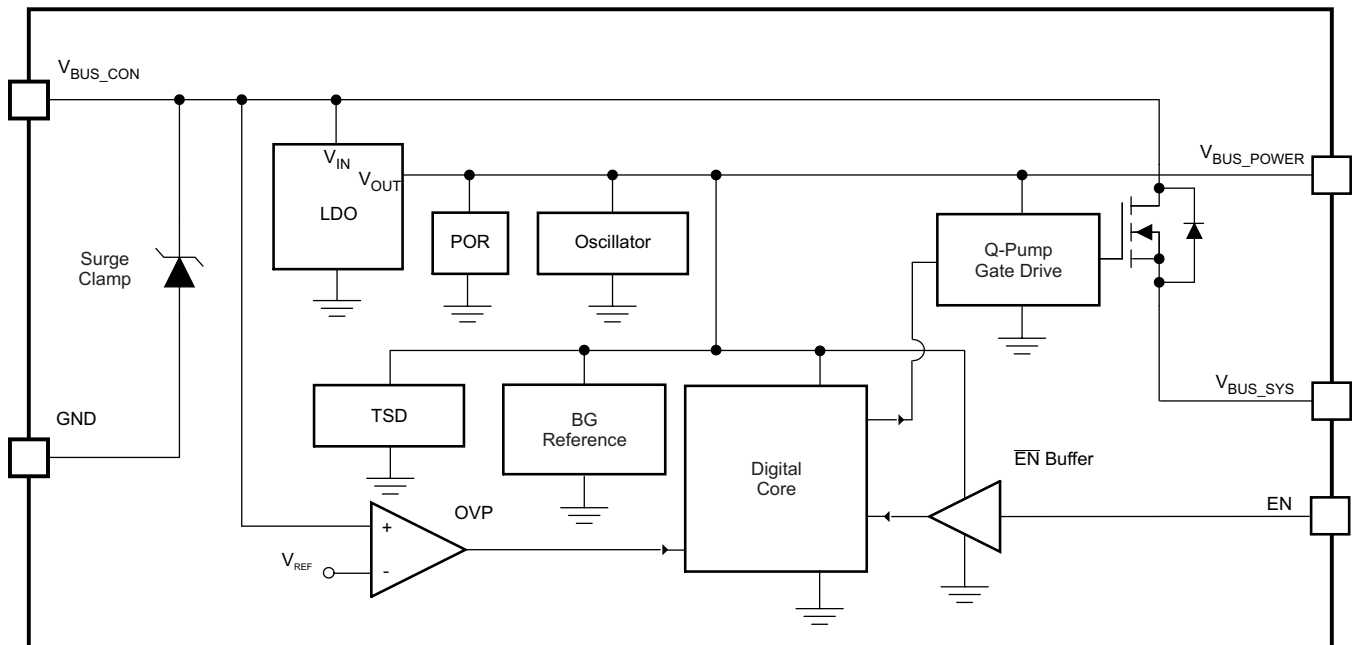 V_BUS_CON
V_IN
V_OUT
LDO
V_BUS_POWER
POR
Oscillator
Q-Pump
Gate Drive
Surge
Clamp
V_BUS_SYS
GND
TSD
BG
Reference
Digital
Core
E̅N̅ Buffer
OVP
EN
+
V_REF
-